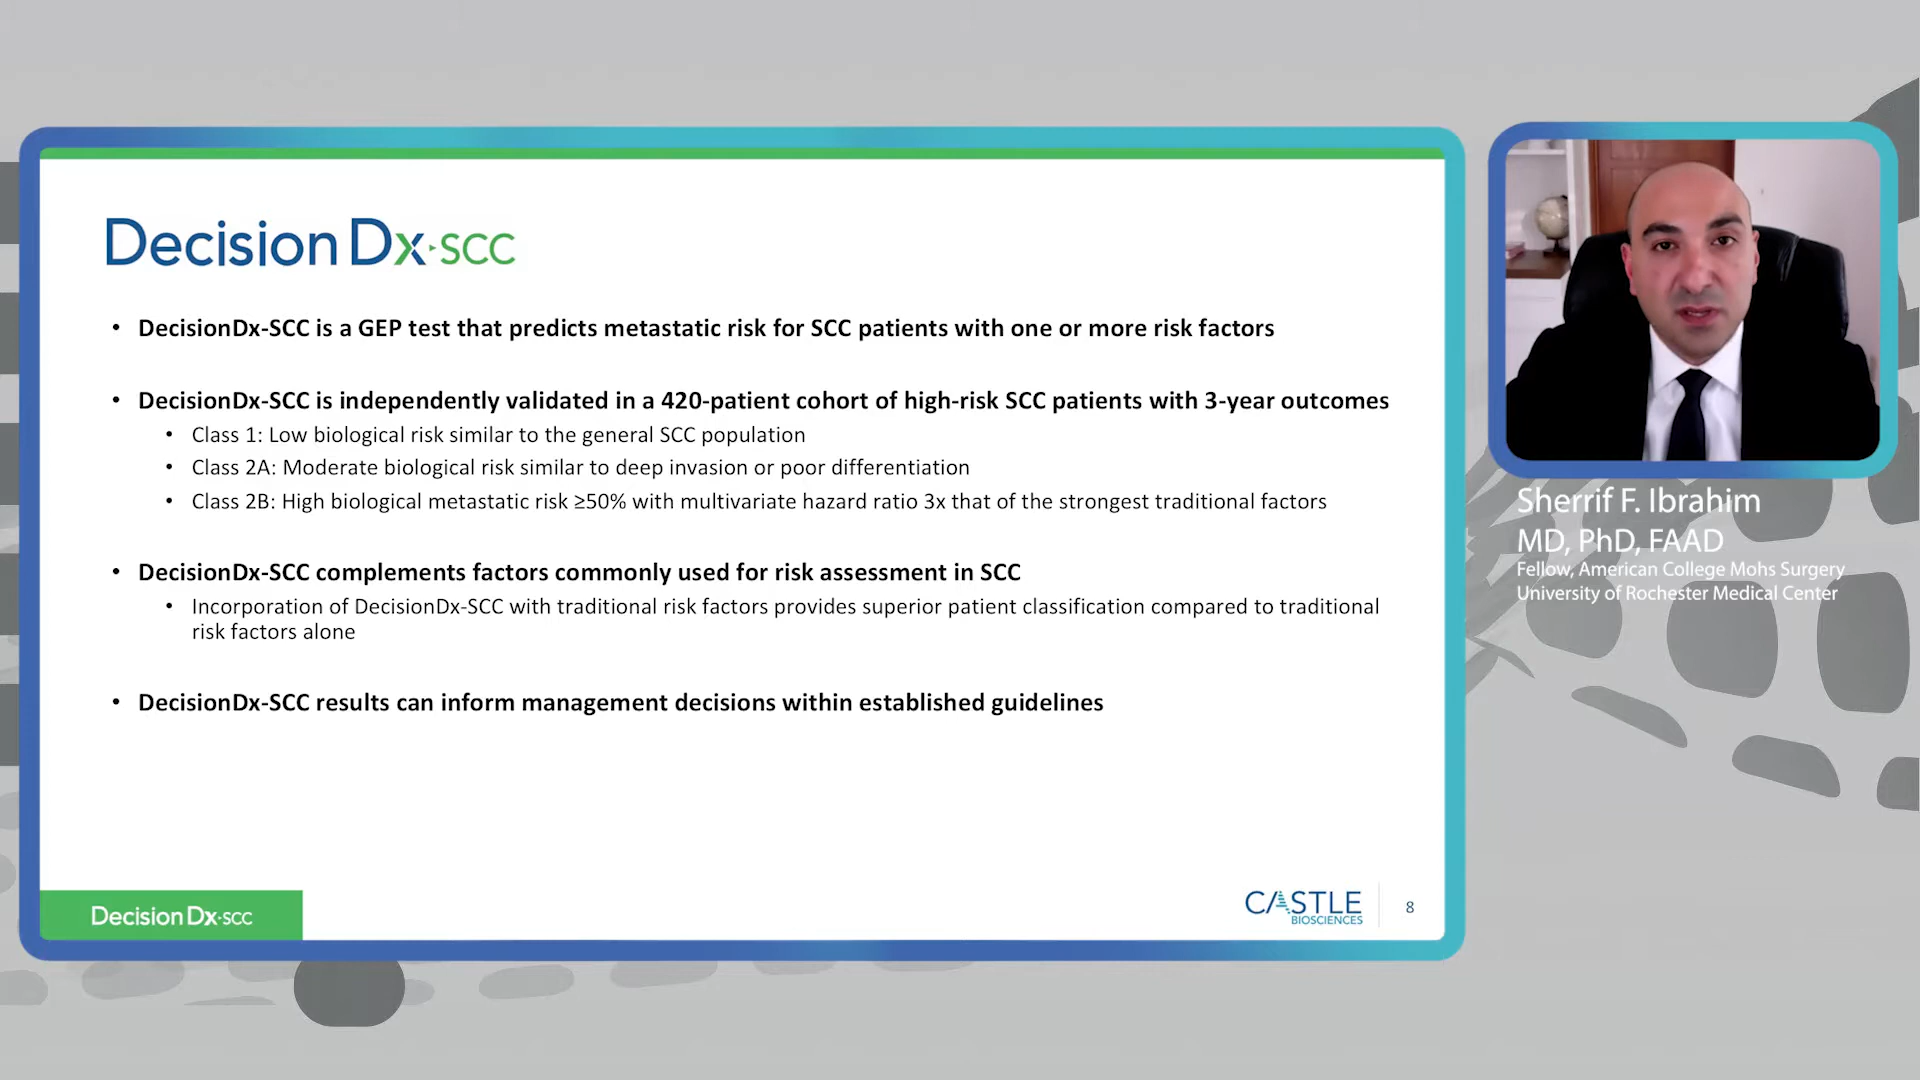 DecisionDx·SCC
• DecisionDx-SCC is a GEP test that predicts metastatic risk for SCC patients with one or more risk factors
• DecisionDx-SCC is independently validated in a 420-patient cohort of high-risk SCC patients with 3-year outcomes
• Class 1: Low biological risk similar to the general SCC population
• Class 2A: Moderate biological risk similar to deep invasion or poor differentiation
• Class 2B: High biological metastatic risk ≥50% with multivariate hazard ratio 3x that of the strongest traditional factors
• DecisionDx-SCC complements factors commonly used for risk assessment in SCC
• Incorporation of DecisionDx-SCC with traditional risk factors provides superior patient classification compared to traditional
risk factors alone
• DecisionDx-SCC results can inform management decisions within established guidelines
DecisionDx·SCC
CASTLE
BIOSCIENCES
8
Sherrif F. Ibrahim
MD, PhD, FAAD
Fellow, American College Mohs Surgery
University of Rochester Medical Center